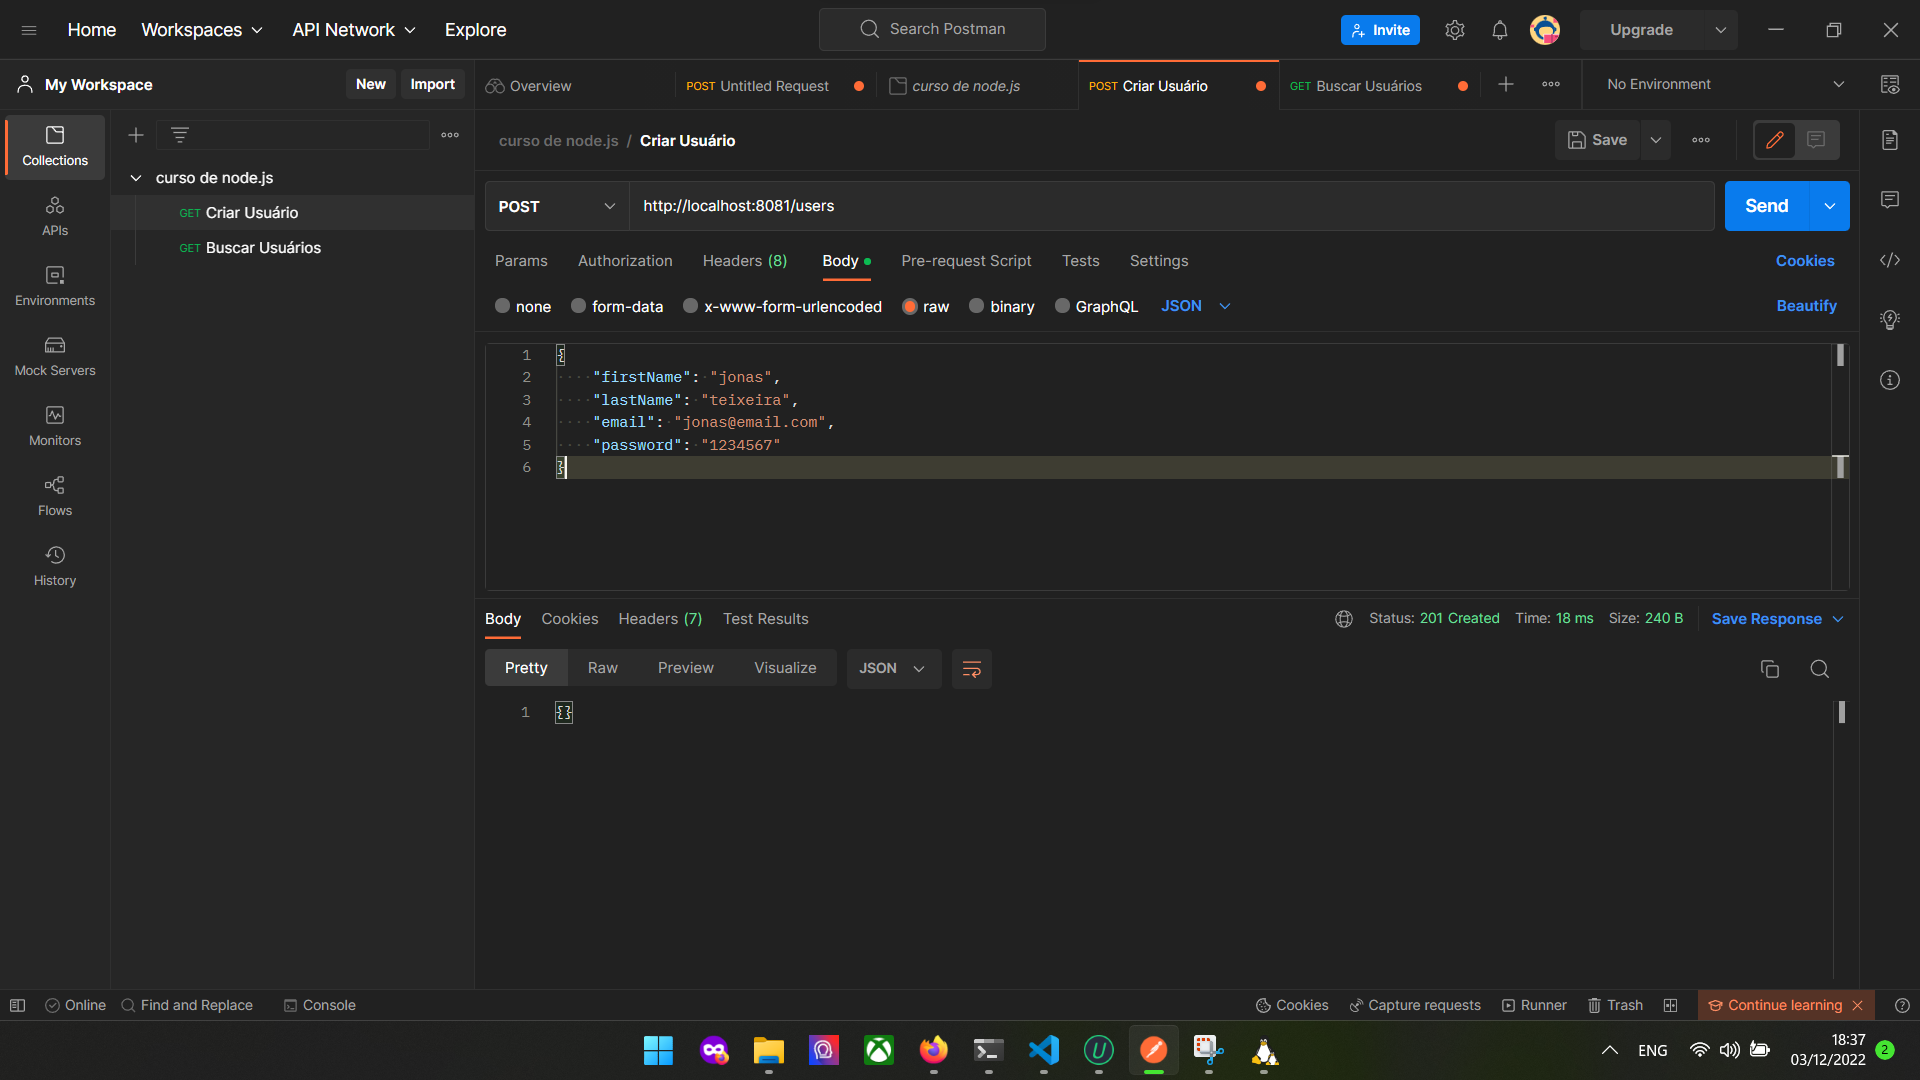 Home Workspaces API Network Explore Search Postman Invite Upgrade
My Workspace New Import Overview POST Untitled Request curso de node.js POST Criar Usuário GET Buscar Usuários No Environment
Collections
APIs
Environments
Mock Servers
Monitors
Flows
History
curso de node.js
GET Criar Usuário
GET Buscar Usuários
curso de node.js / Criar Usuário Save
POST http://localhost:8081/users Send
Params Authorization Headers (8) Body Pre-request Script Tests Settings Cookies
none form-data x-www-form-urlencoded raw binary GraphQL JSON Beautify
1 {
2 "firstName": "jonas",
3 "lastName": "teixeira",
4 "email": "jonas@email.com",
5 "password": "1234567"
6 }
Body Cookies Headers (7) Test Results Status: 201 Created Time: 18 ms Size: 240 B Save Response
Pretty Raw Preview Visualize JSON
1 {}
Online Find and Replace Console Cookies Capture requests Runner Trash Continue learning
ENG 18:37 2
03/12/2022